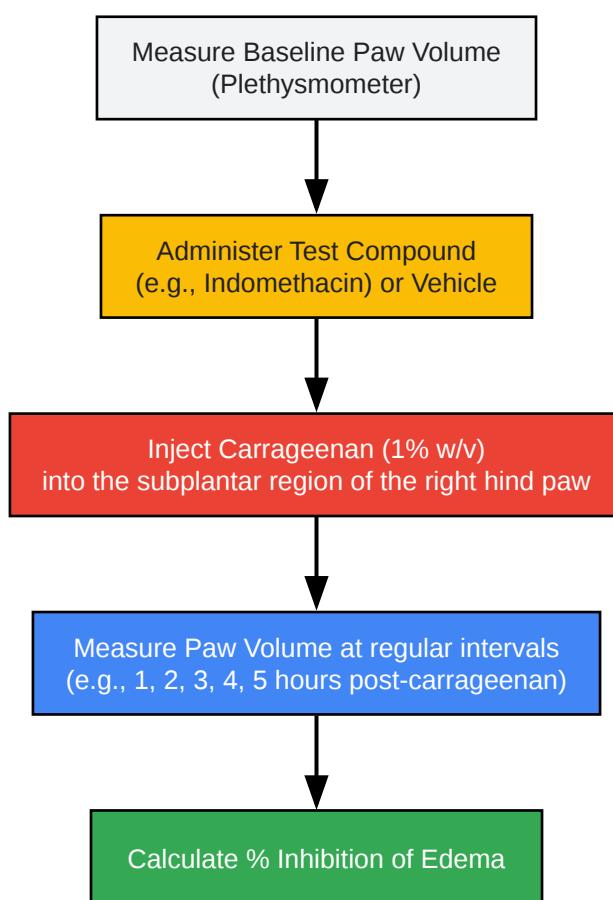 Measure Baseline Paw Volume
(Plethysmometer)
Administer Test Compound
(e.g., Indomethacin) or Vehicle
Inject Carrageenan (1% w/v)
into the subplantar region of the right hind paw
Measure Paw Volume at regular intervals
(e.g., 1, 2, 3, 4, 5 hours post-carrageenan)
Calculate % Inhibition of Edema